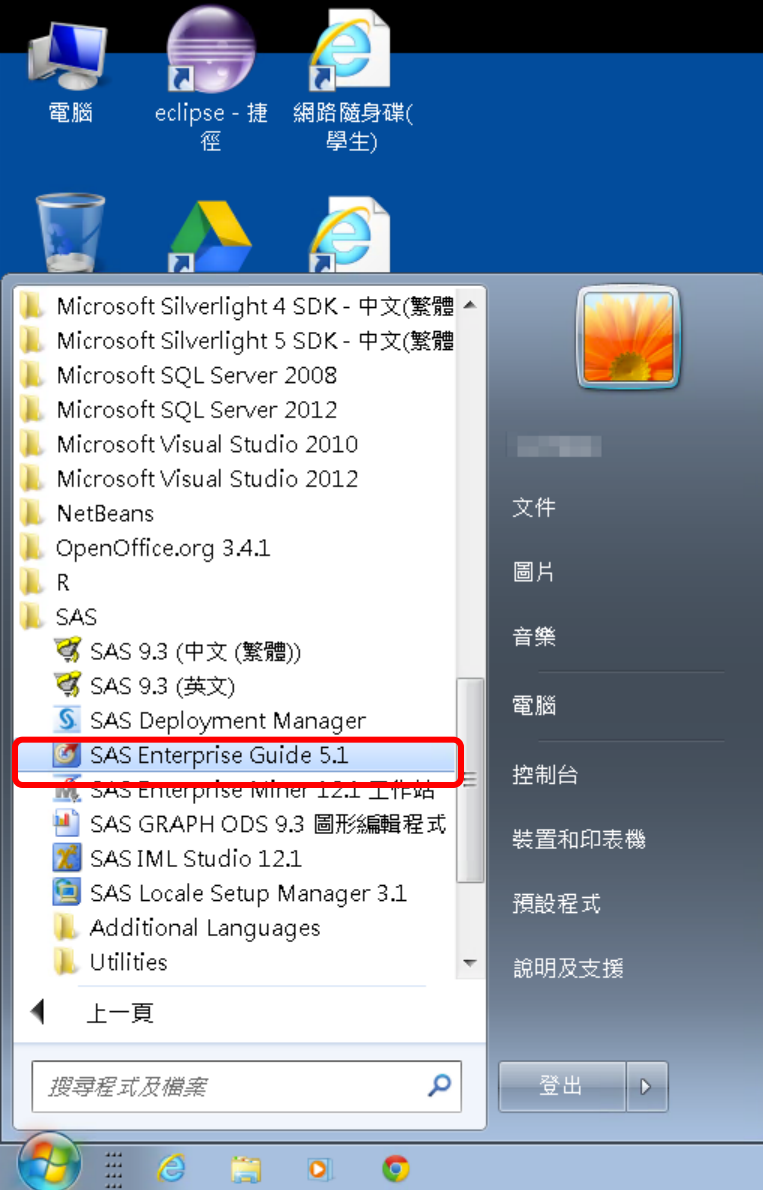 電腦
eclipse - 捷
徑
網路隨身碟(
學生)
Microsoft Silverlight 4 SDK - 中文(繁體
Microsoft Silverlight 5 SDK - 中文(繁體
Microsoft SQL Server 2008
Microsoft SQL Server 2012
Microsoft Visual Studio 2010
Microsoft Visual Studio 2012
NetBeans
OpenOffice.org 3.4.1
R
SAS
SAS 9.3 (中文 (繁體))
SAS 9.3 (英文)
SAS Deployment Manager
SAS Enterprise Guide 5.1
SAS Enterprise Miner 12.1 工作站
SAS GRAPH ODS 9.3 圖形編輯程式
SAS IML Studio 12.1
SAS Locale Setup Manager 3.1
Additional Languages
Utilities
上一頁
搜尋程式及檔案
文件
圖片
音樂
電腦
控制台
裝置和印表機
預設程式
說明及支援
登出